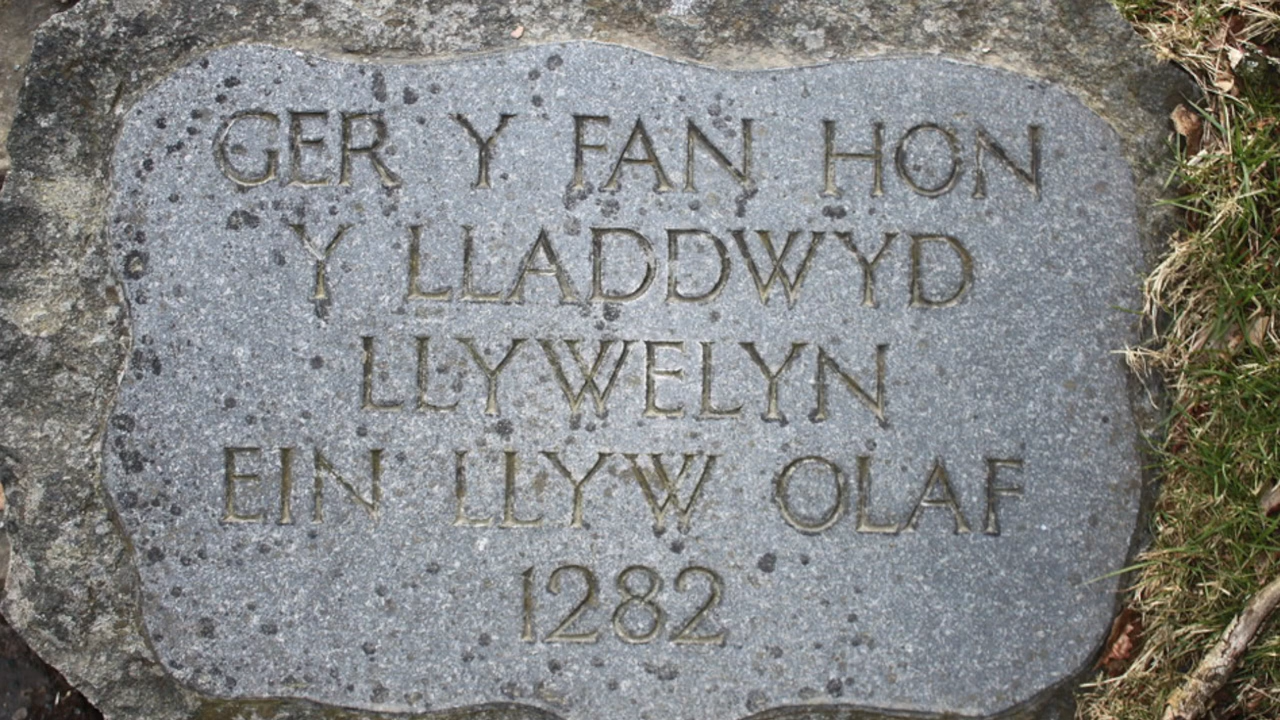 GER Y FAN HON
Y LLADDWYD
LLYWELYN
EIN LLYW OLAF
1282